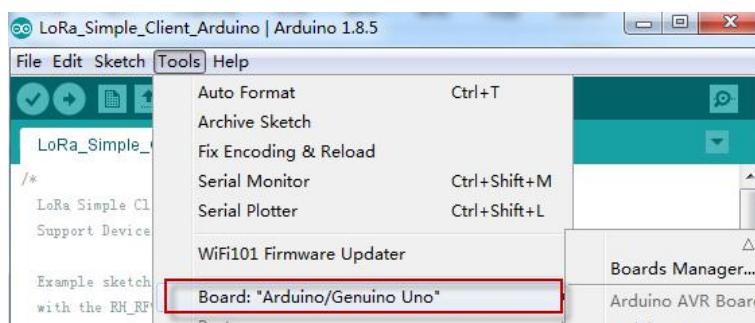 LoRa_Simple_Client_Arduino | Arduino 1.8.5
File Edit Sketch Tools Help
Auto Format Ctrl+T
Archive Sketch
Fix Encoding & Reload
Serial Monitor Ctrl+Shift+M
Serial Plotter Ctrl+Shift+L
WiFi101 Firmware Updater
Board: "Arduino/Genuino Uno"
LoRa_Simple_
/*
LoRa Simple Cl
Support Device
Example sketch
with the RH_RF
Boards Manager...
Arduino AVR Boar